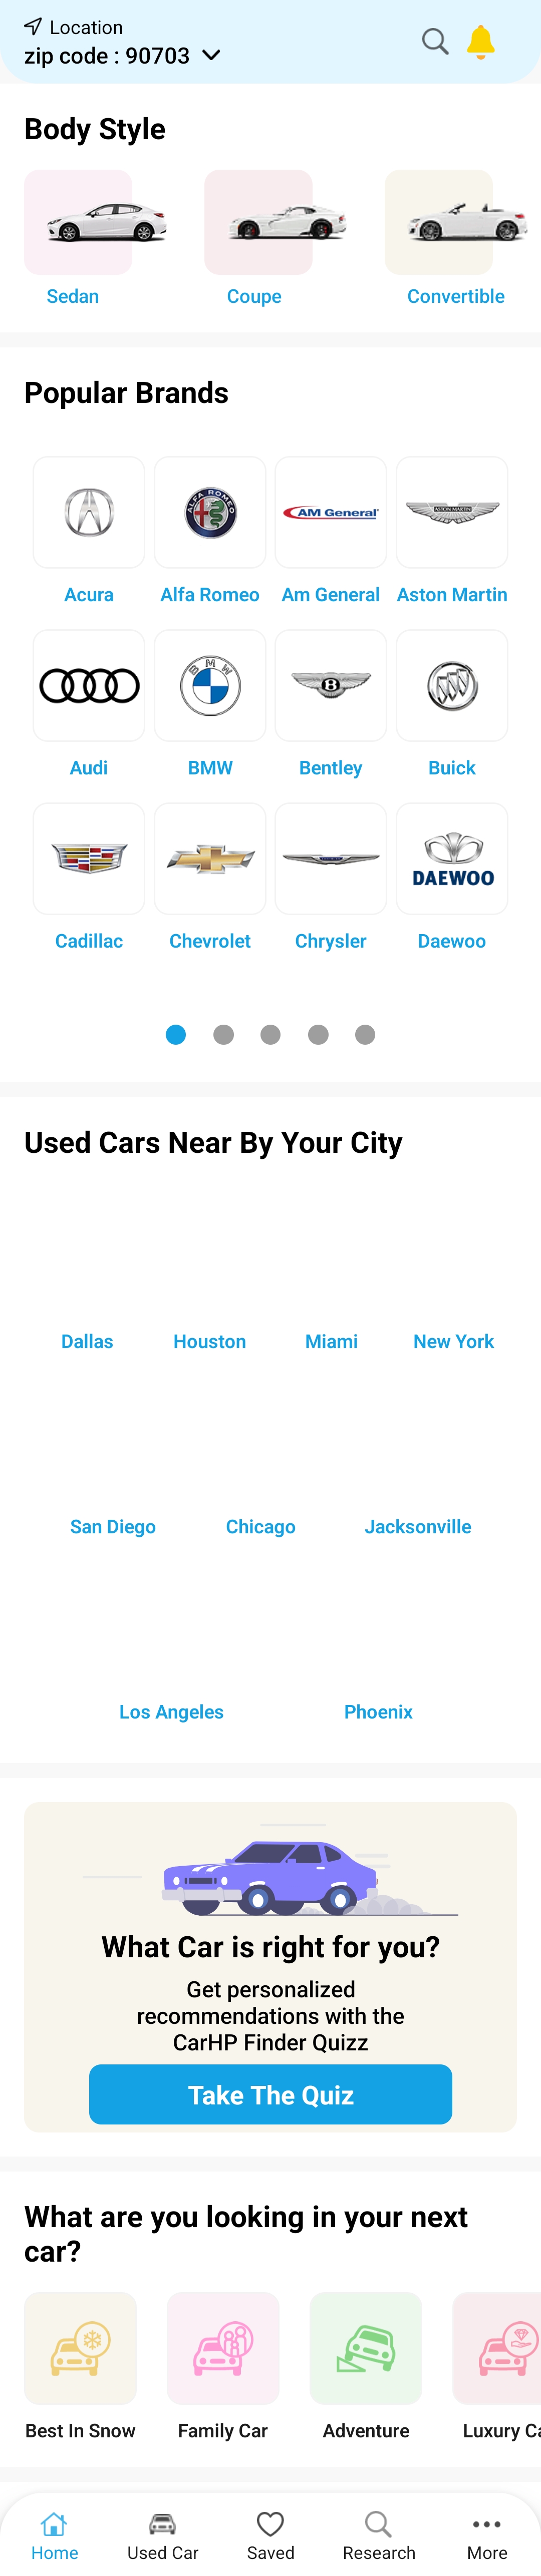 Location
zip code : 90703
Body Style
Sedan
Coupe
Convertible
Popular Brands
ALFA ROMEO
AM General
ASTON MARTIN
Acura
Alfa Romeo
Am General
Aston Martin
BMW
B
Audi
BMW
Bentley
Buick
DAEWOO
Cadillac
Chevrolet
Chrysler
Daewoo
Used Cars Near By Your City
Dallas
Houston
Miami
New York
San Diego
Chicago
Jacksonville
Los Angeles
Phoenix
What Car is right for you?
Get personalized
recommendations with the
CarHP Finder Quizz
Take The Quiz
What are you looking in your next
car?
Best In Snow
Family Car
Adventure
Luxury Ca
Home
Used Car
Saved
Research
More